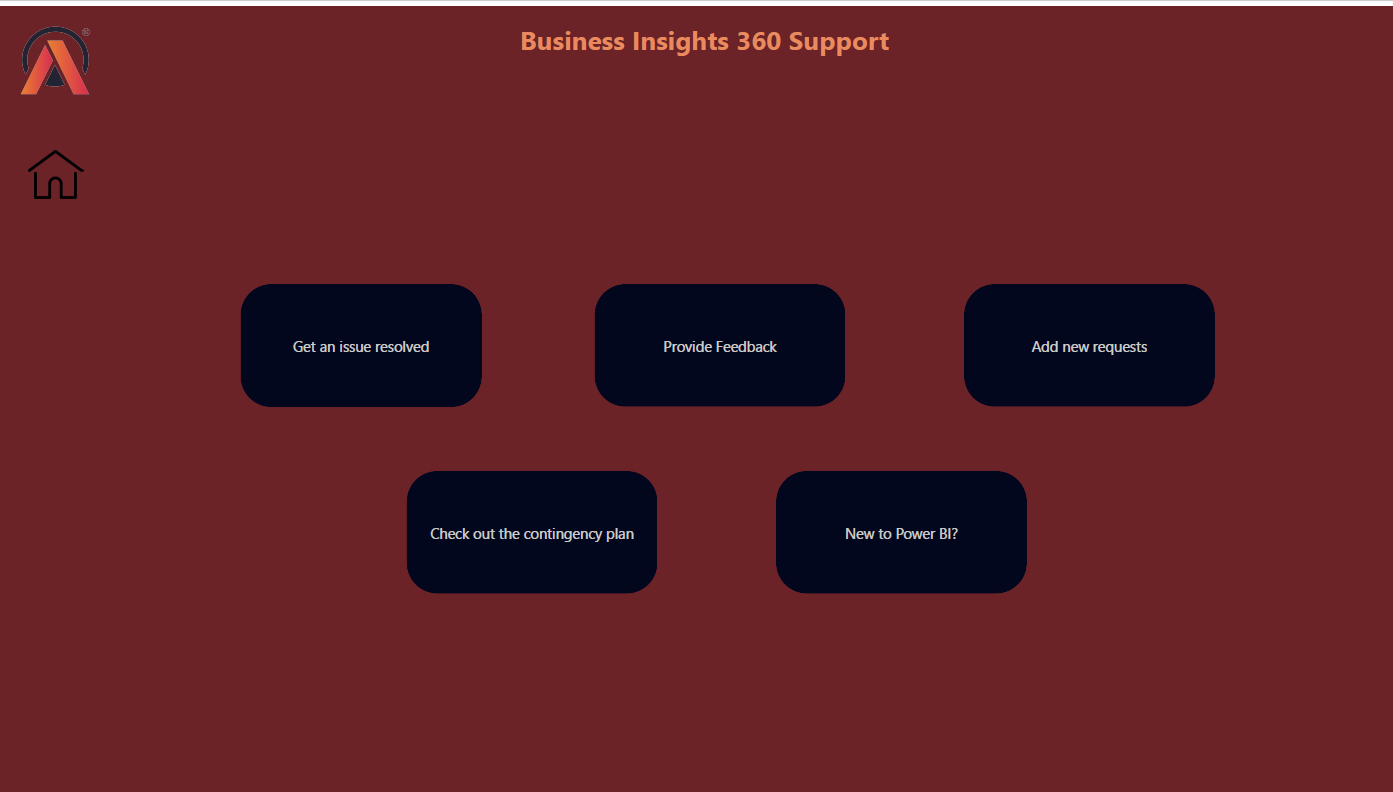 Business Insights 360 Support
Get an issue resolved
Provide Feedback
Add new requests
Check out the contingency plan
New to Power BI?